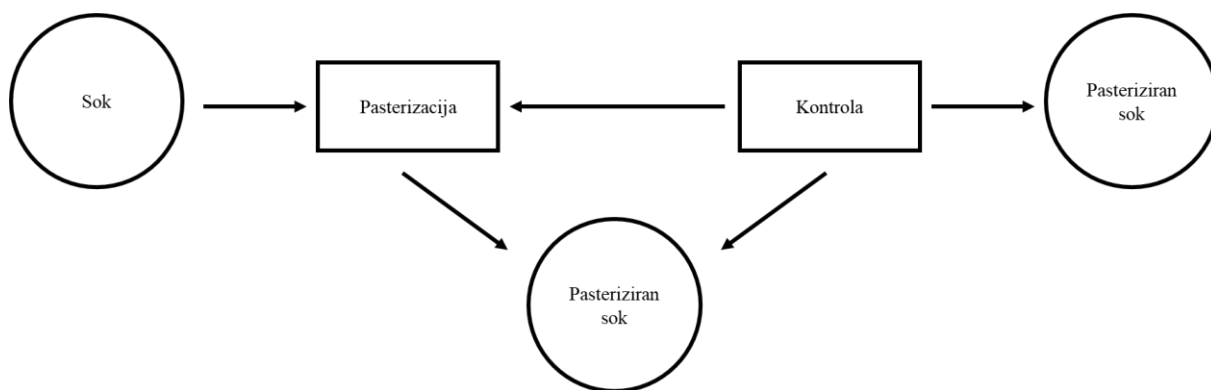 Sok
Pasterizacija
Kontrola
Pasteriziran
sok
Pasteriziran
sok